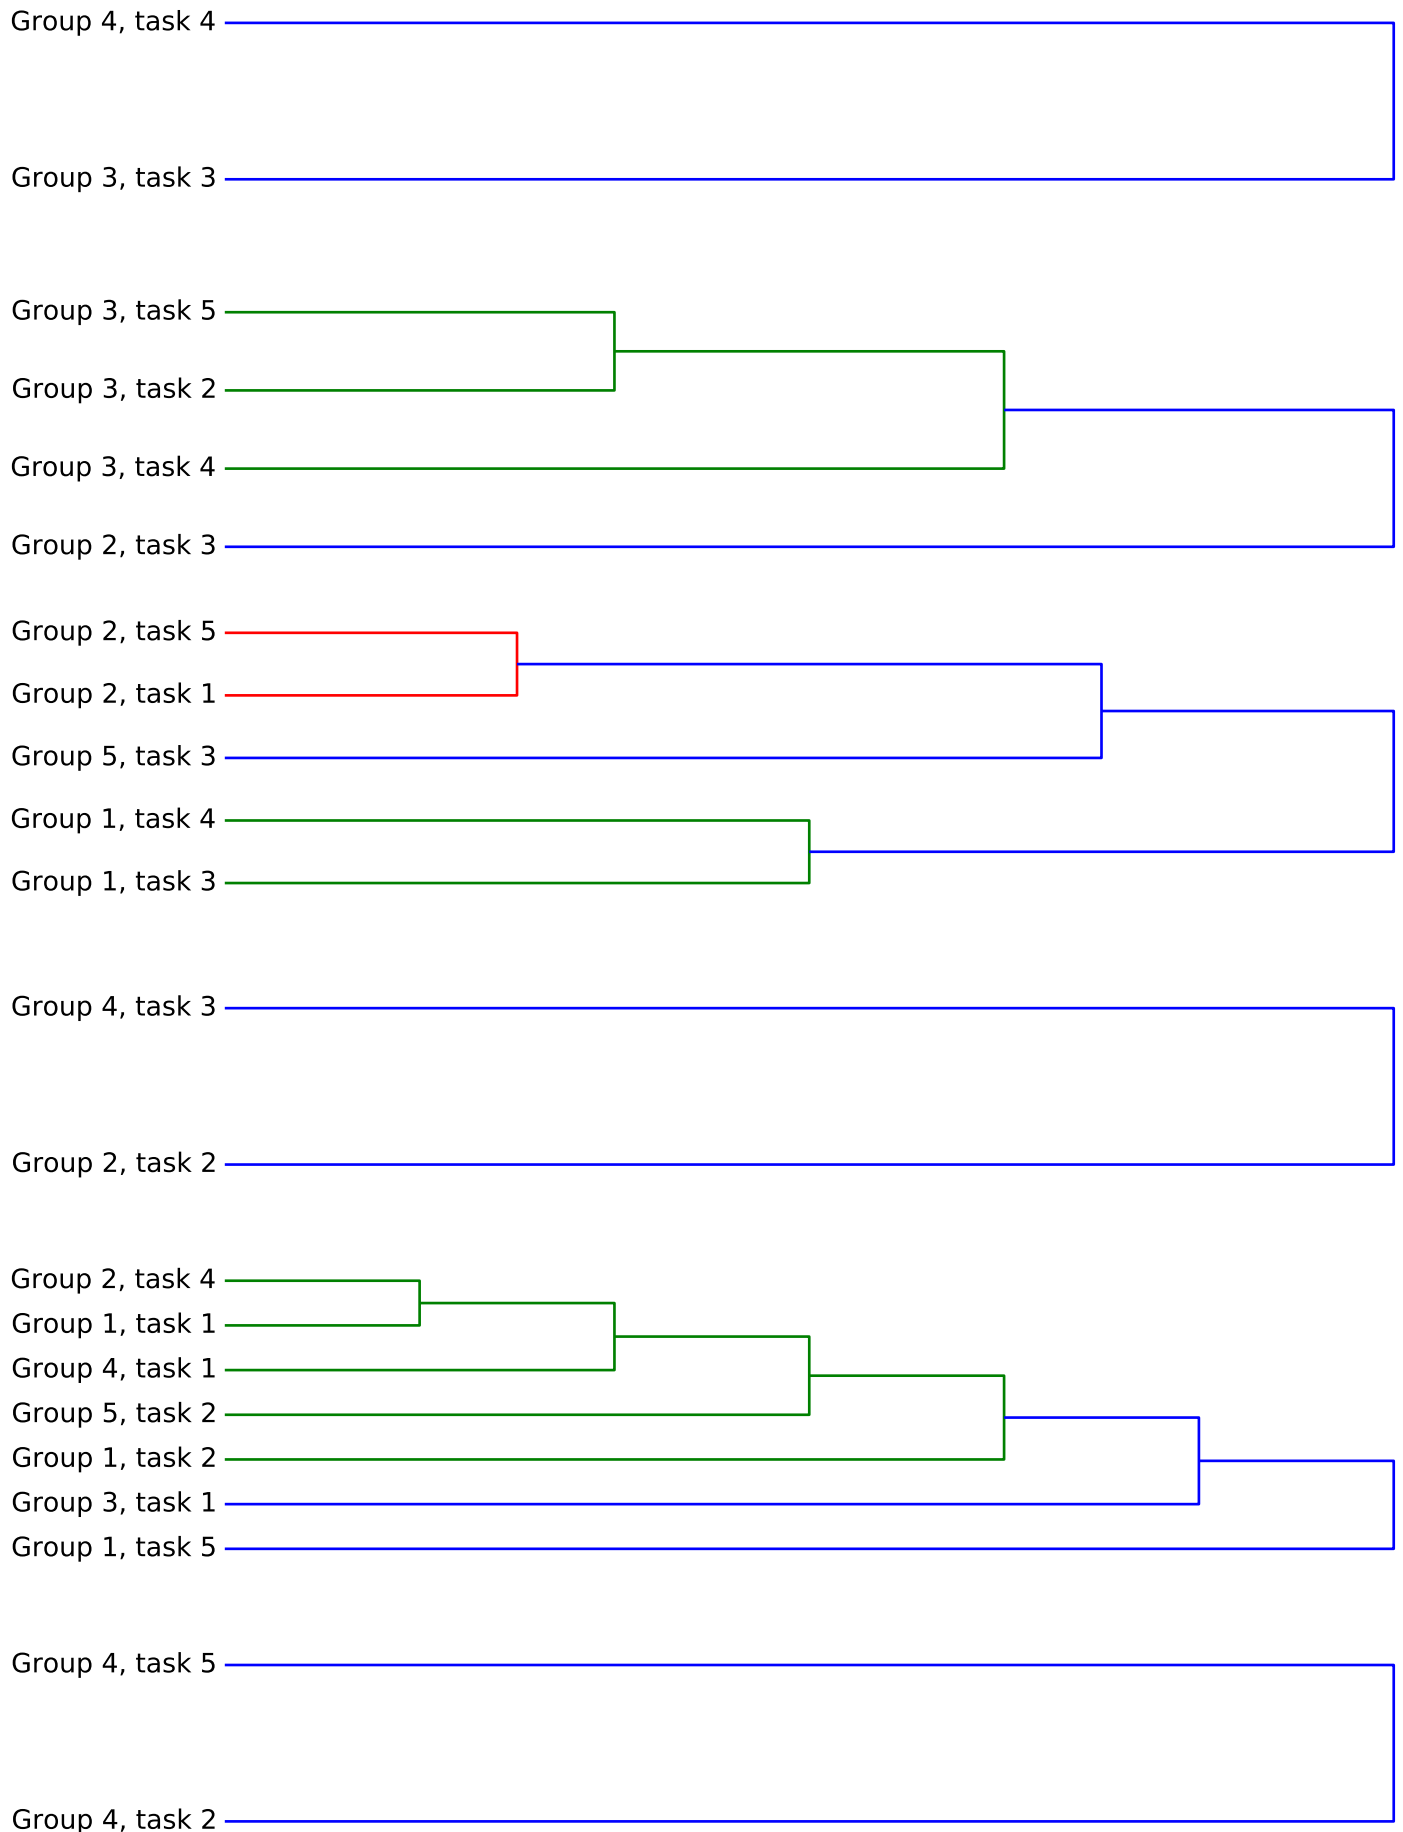 Group 4, task 4
Group 3, task 3
Group 3, task 5
Group 3, task 2
Group 3, task 4
Group 2, task 3
Group 2, task 5
Group 2, task 1
Group 5, task 3
Group 1, task 4
Group 1, task 3
Group 4, task 3
Group 2, task 2
Group 2, task 4
Group 1, task 1
Group 4, task 1
Group 5, task 2
Group 1, task 2
Group 3, task 1
Group 1, task 5
Group 4, task 5
Group 4, task 2